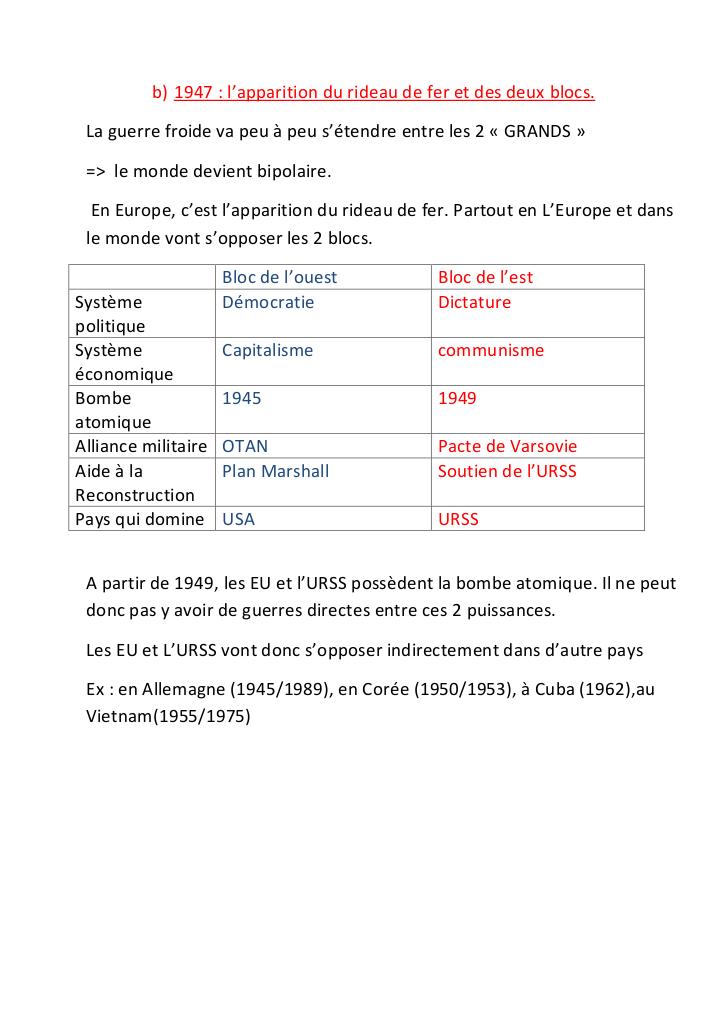 b) 1947 : l’apparition du rideau de fer et des deux blocs.
La guerre froide va peu à peu s’étendre entre les 2 « GRANDS »
=> le monde devient bipolaire.
En Europe, c’est l’apparition du rideau de fer. Partout en L’Europe et dans
le monde vont s’opposer les 2 blocs.
Bloc de l’ouest Bloc de l’est
Système Démocratie Dictature
politique
Système Capitalisme communisme
économique
Bombe 1945 1949
atomique
Alliance militaire OTAN Pacte de Varsovie
Aide à la Plan Marshall Soutien de l’URSS
Reconstruction
Pays qui domine USA URSS
A partir de 1949, les EU et l’URSS possèdent la bombe atomique. Il ne peut
donc pas y avoir de guerres directes entre ces 2 puissances.
Les EU et L’URSS vont donc s’opposer indirectement dans d’autre pays
Ex : en Allemagne (1945/1989), en Corée (1950/1953), à Cuba (1962),au
Vietnam(1955/1975)